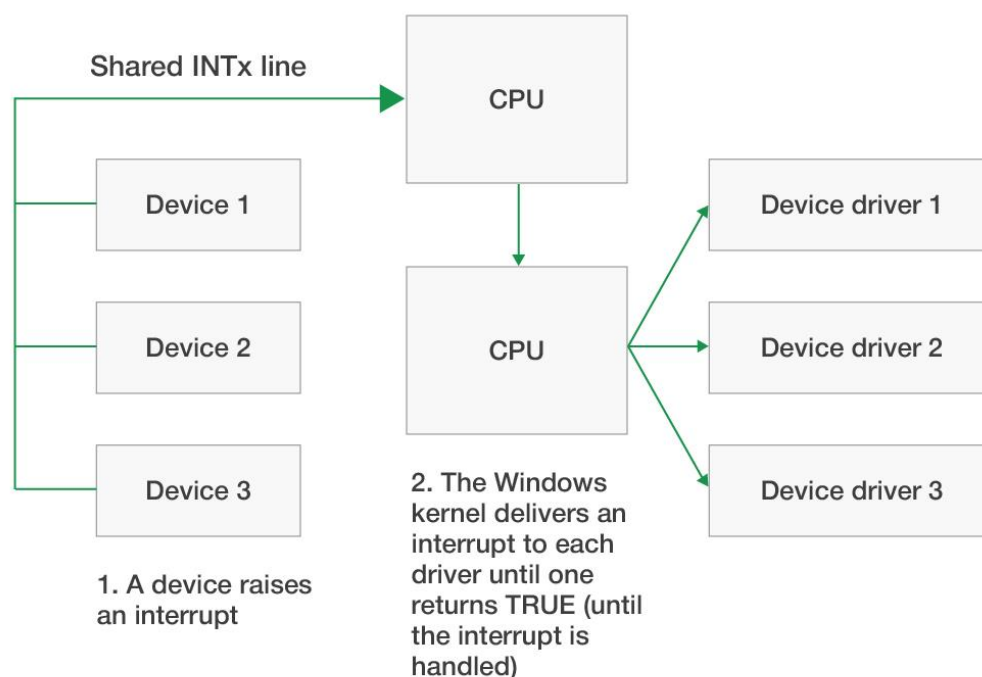 Shared INTx line
CPU
Device 1
Device driver 1
Device 2
CPU
Device driver 2
Device 3
Device driver 3
1. A device raises
an interrupt
2. The Windows
kernel delivers an
interrupt to each
driver until one
returns TRUE (until
the interrupt is
handled)